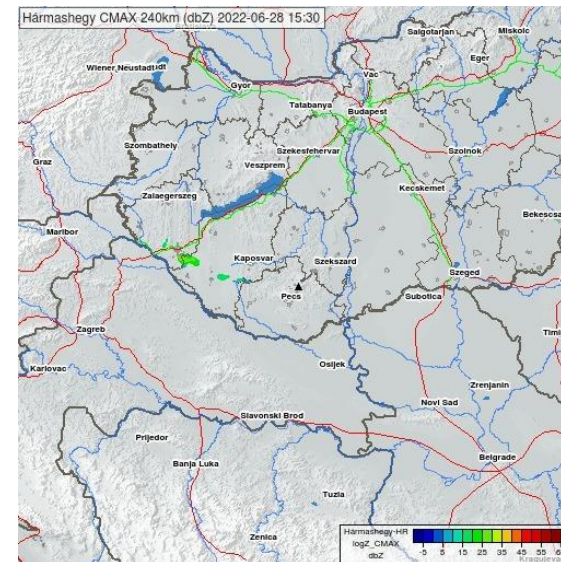 Hármashegy CMAX 240km (dbZ) 2022-06-28 15:30
Salgotarjan
Miskolc
Eger
Wiener Neustadt
Vac
Gyor
Tatabanya
Budapest
Szombathely
Szekesfehervar
Szolnok
Graz
Veszprem
Zalaegerszeg
Kecskemet
Bekescsa
Maribor
Kaposvar
Szekszard
Szeged
Pecs
Subotica
Zagreb
Timi
Karlovac
Osijek
Zrenjanin
Novi Sad
Slavonski Brod
Prijedor
Banja Luka
Belgrade
Tuzla
Zenica
Hármashegy-HR
logZ_CMAX
dbZ
-5 5 15 25 35 45 55 6
Kragujeva